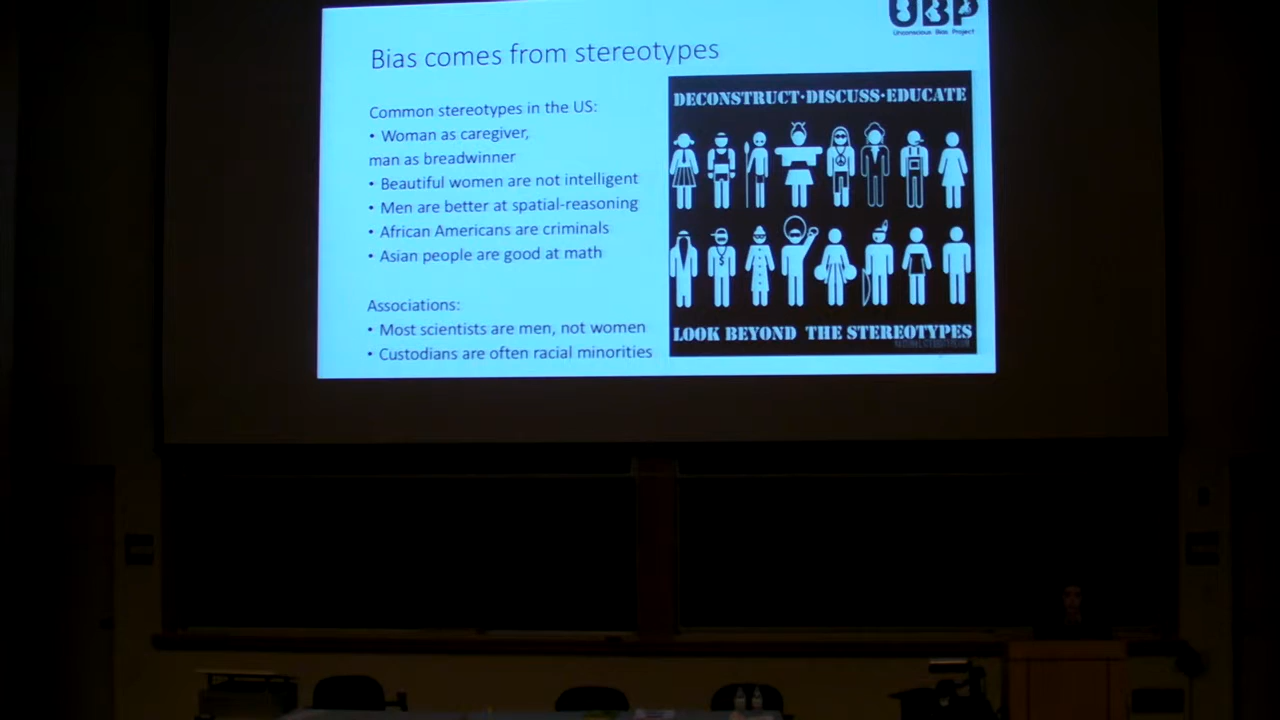 UBP
Unconscious Bias Project
Bias comes from stereotypes
Common stereotypes in the US:
• Woman as caregiver,
man as breadwinner
• Beautiful women are not intelligent
• Men are better at spatial-reasoning
• African Americans are criminals
• Asian people are good at math
Associations:
• Most scientists are men, not women
• Custodians are often racial minorities
DECONSTRUCT·DISCUSS·EDUCATE
$
LOOK BEYOND THE STEREOTYPES